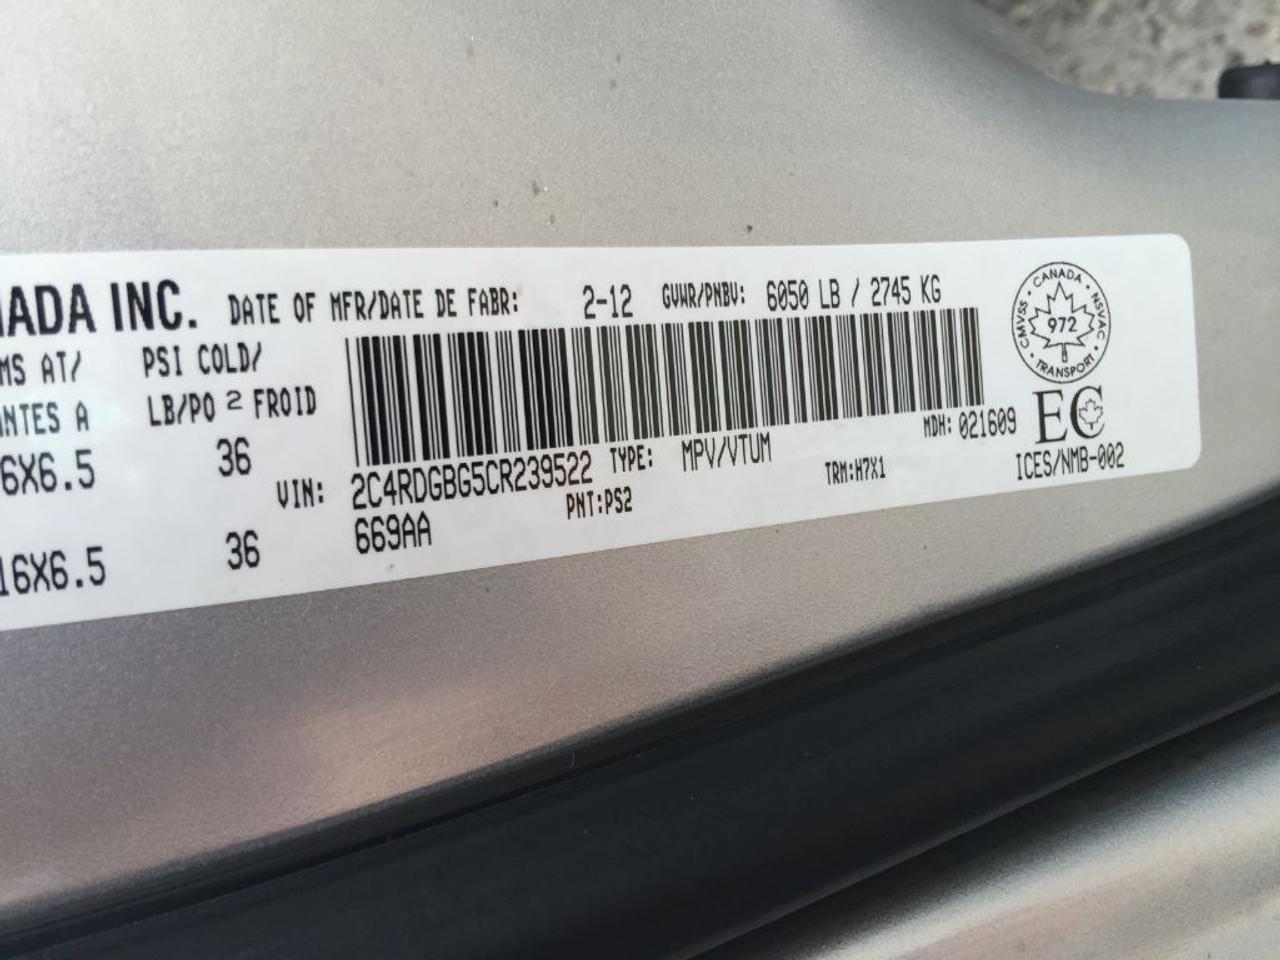 NADA INC. DATE OF MFR/DATE DE FABR: 2-12 GVWR/PNBV: 6050 LB / 2745 KG
MS AT/ PSI COLD/
NTES A LB/PO 2 FROID
6X6.5 36
VIN: 2C4RDGBG5CR239522 TYPE: MPV/VTUM MDH: 021609
669AA PNT:PS2 TRM:H7X1
16X6.5 36
CANADA
CMVSS 972 NSVAC
TRANSPORT
EC
ICES/NMB-002